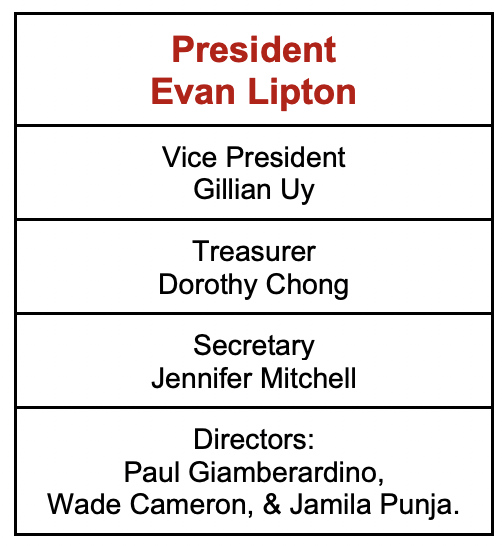 President
Evan Lipton
Vice President
Gillian Uy
Treasurer
Dorothy Chong
Secretary
Jennifer Mitchell
Directors:
Paul Giamberardino,
Wade Cameron, & Jamila Punja.